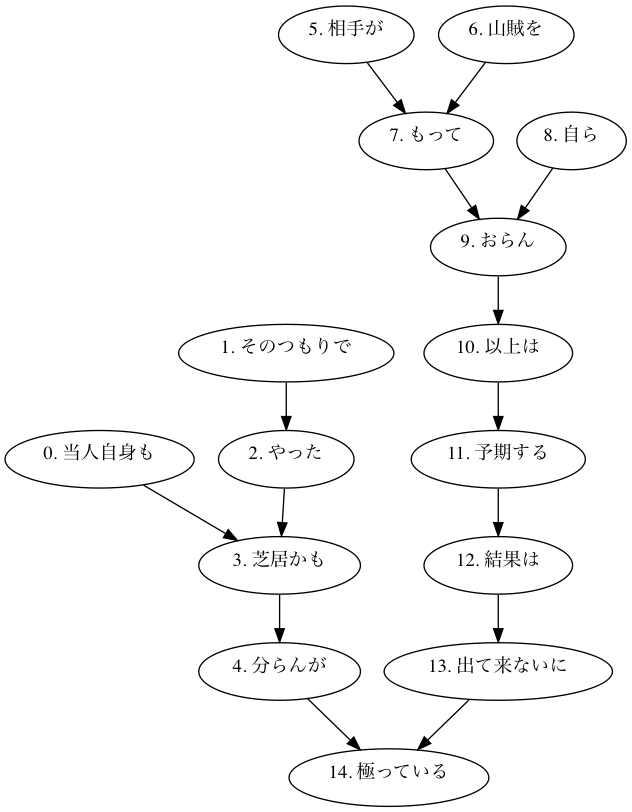 5. 相手が
6. 山賊を
7. もって
8. 自ら
9. おらん
1. そのつもりで
10. 以上は
0. 当人自身も
2. やった
11. 予期する
3. 芝居かも
12. 結果は
4. 分らんが
13. 出て来ないに
14. 極っている